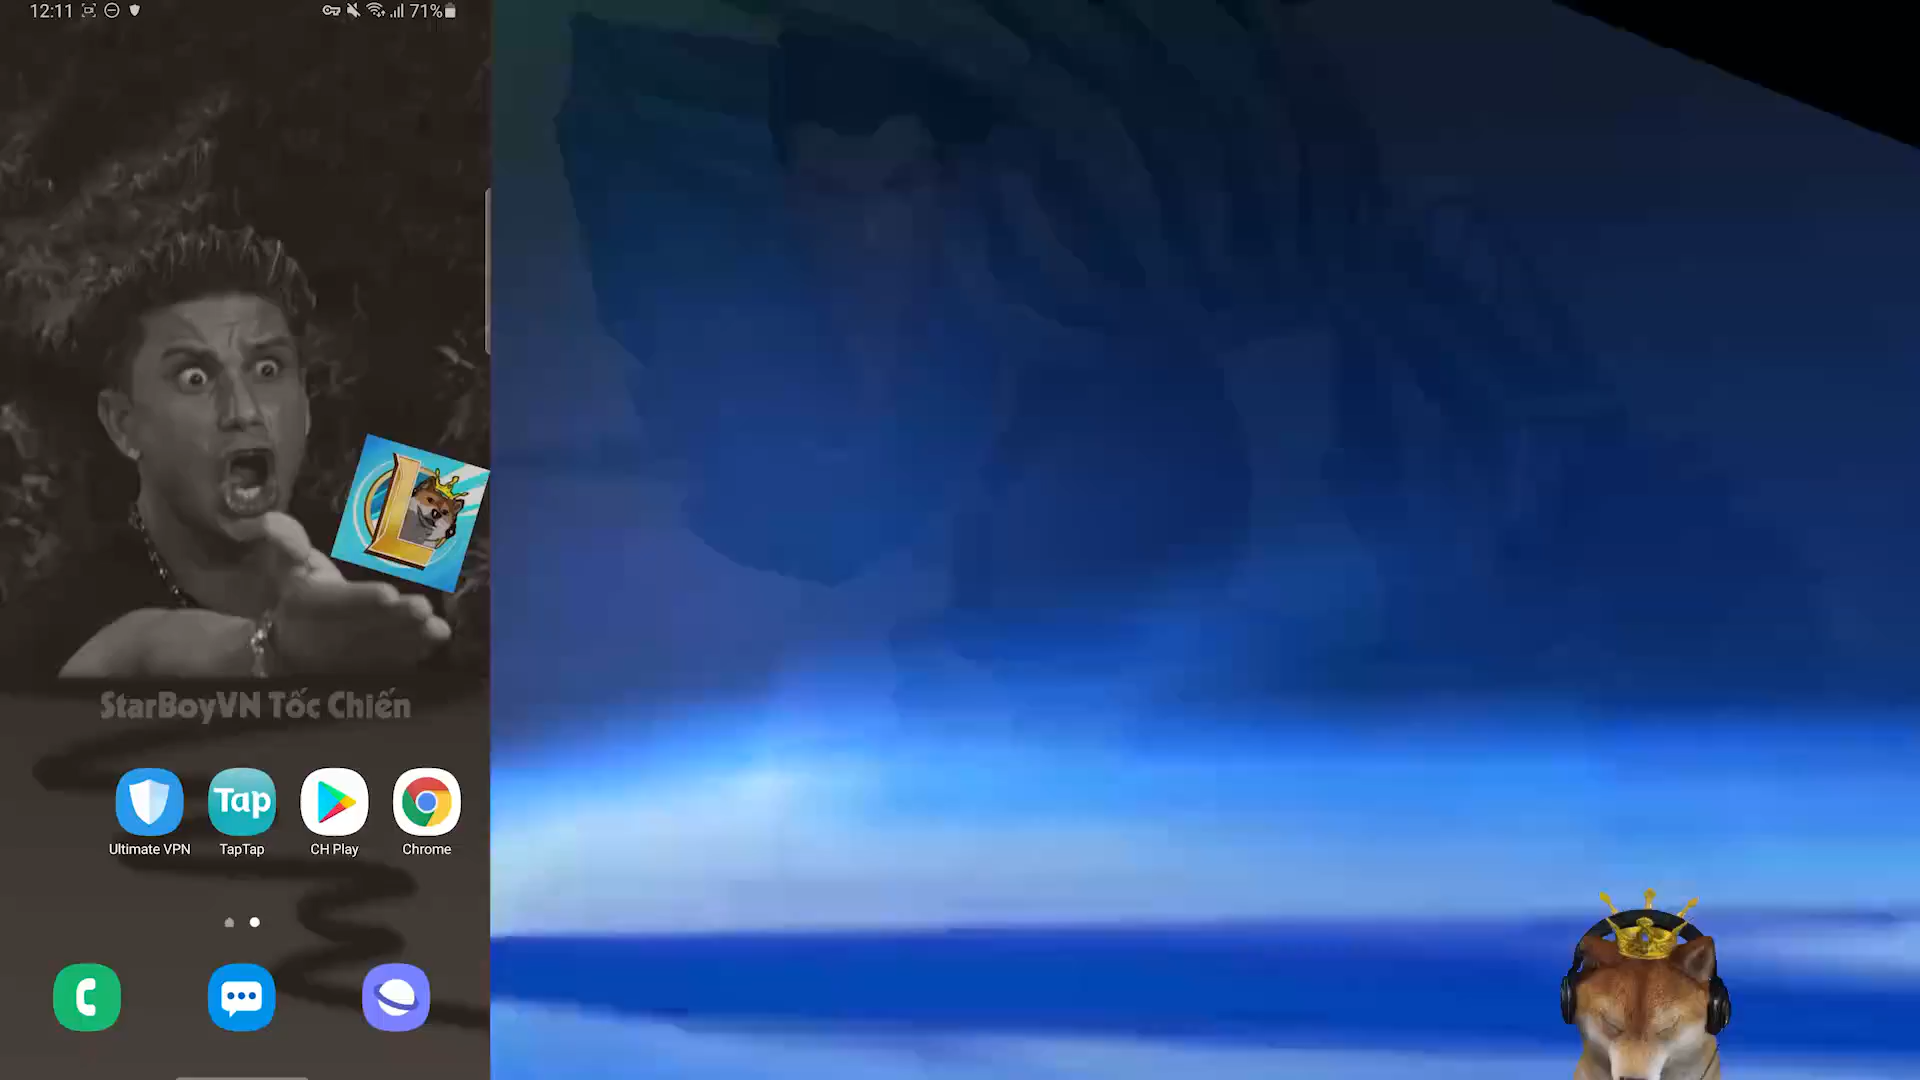 12:11
71%
L
StarBoyVN Tốc Chiến
Tap
Ultimate VPN
TapTap
CH Play
Chrome